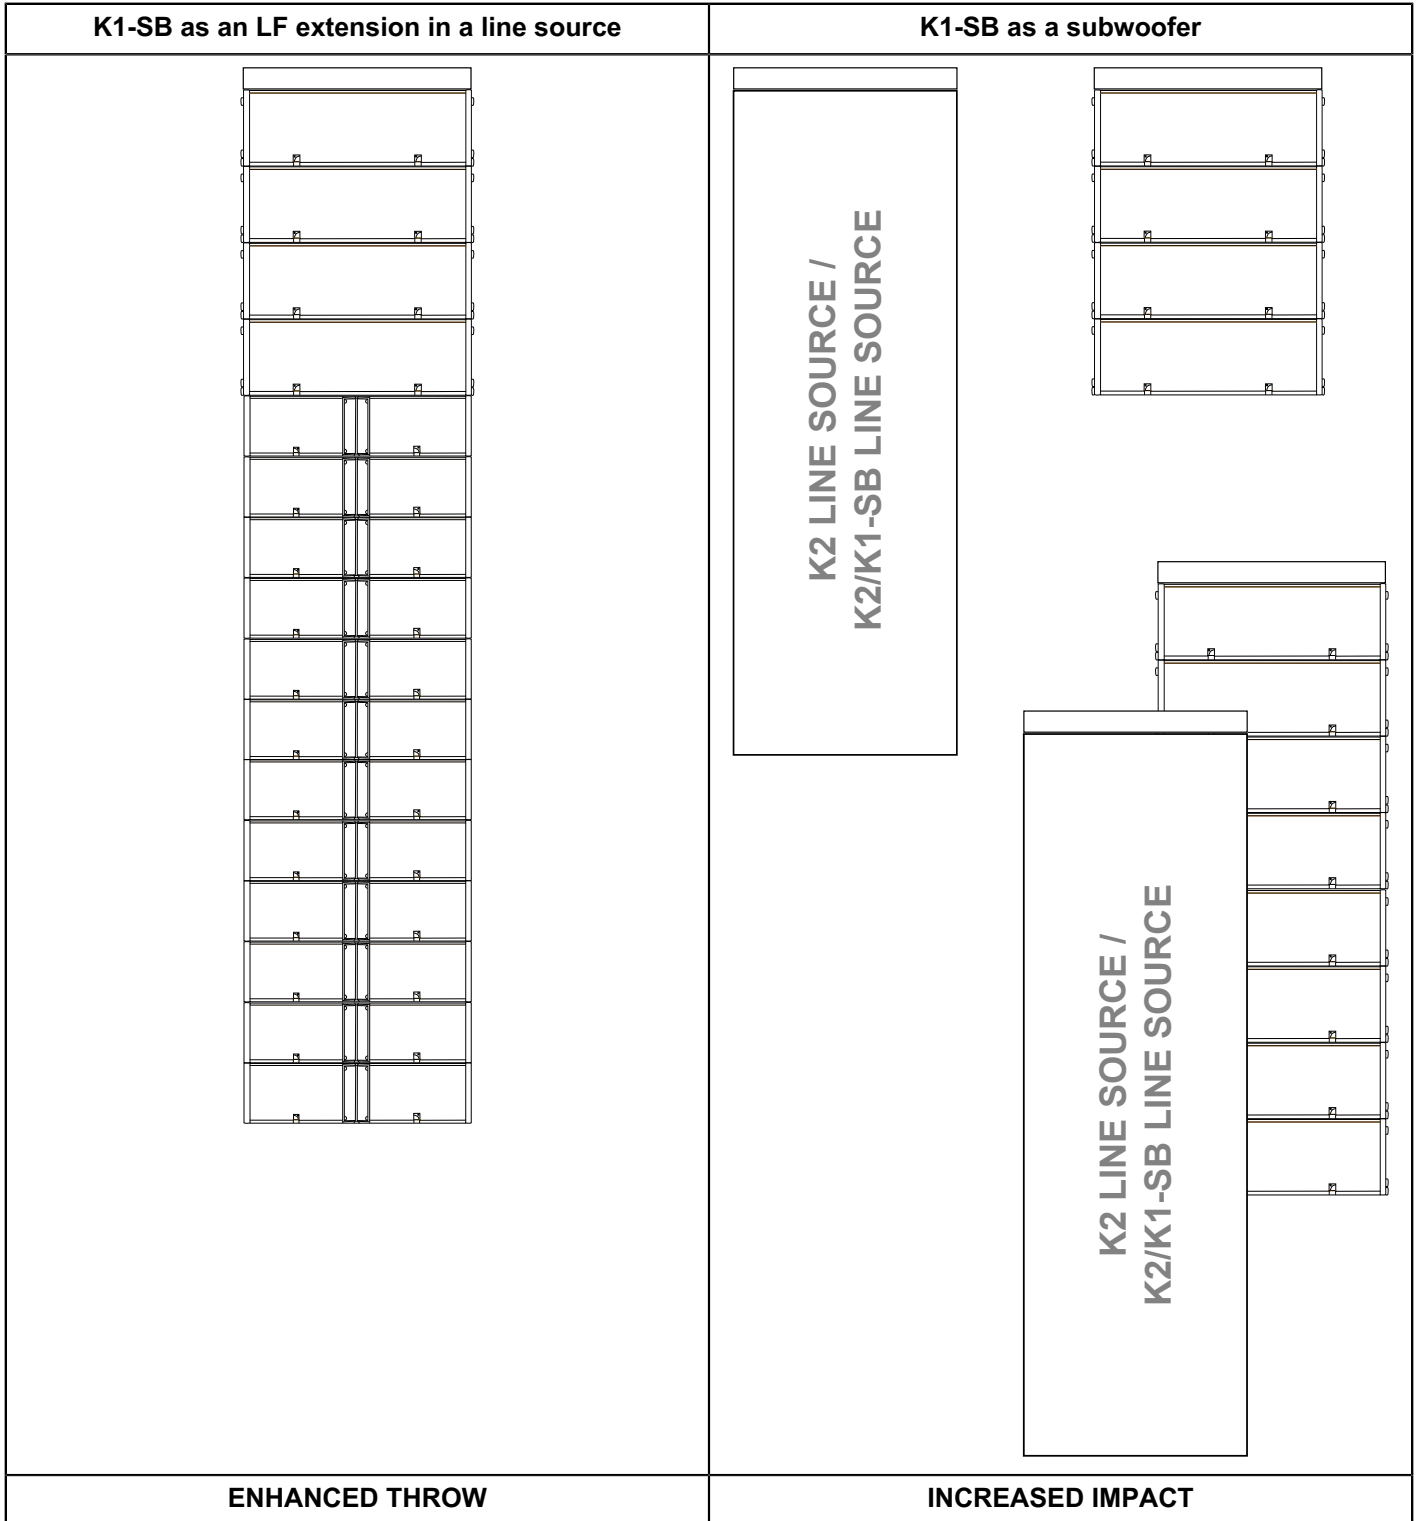 K1-SB as an LF extension in a line source
K1-SB as a subwoofer
K2 LINE SOURCE /
K2/K1-SB LINE SOURCE
K2 LINE SOURCE /
K2/K1-SB LINE SOURCE
ENHANCED THROW
INCREASED IMPACT